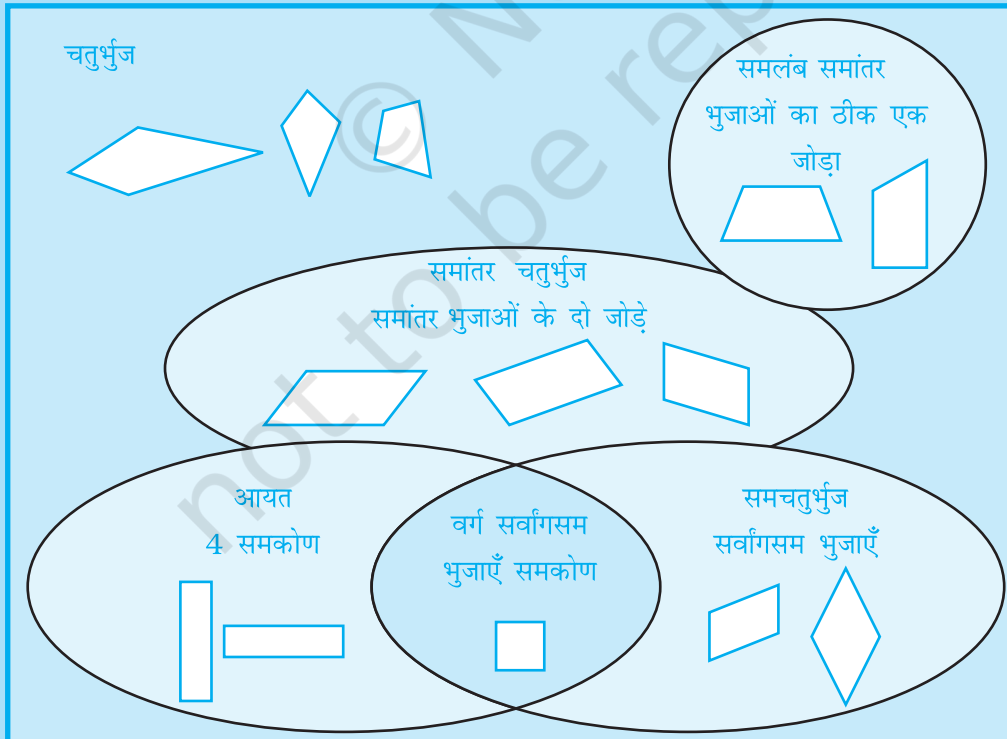 चतुर्भुज
समलंब समांतर
भुजाओं का ठीक एक
जोड़ा
समांतर चतुर्भुज
समांतर भुजाओं के दो जोड़े
आयत
4 समकोण
वर्ग सर्वांगसम
भुजाएँ समकोण
समचतुर्भुज
सर्वांगसम भुजाएँ
© N
not to be rep